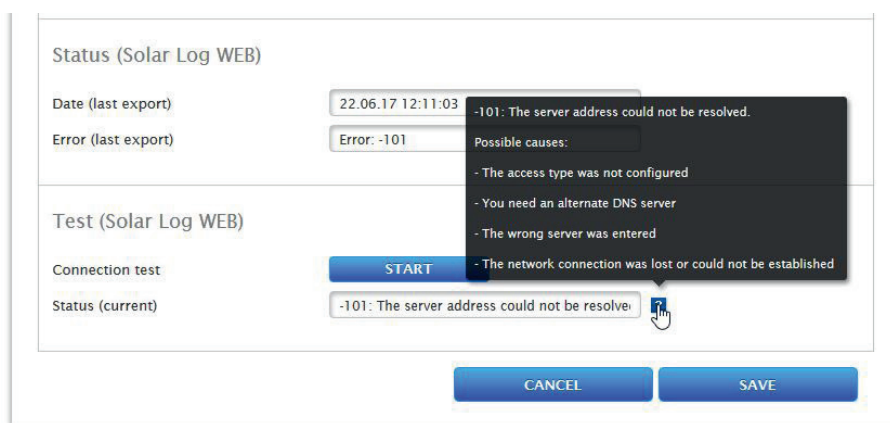 Status (Solar Log WEB)
Date (last export)
22.06.17 12:11:03
Error (last export)
Error: -101
-101: The server address could not be resolved.
Possible causes:
- The access type was not configured
- You need an alternate DNS server
- The wrong server was entered
- The network connection was lost or could not be established
Test (Solar Log WEB)
Connection test
START
Status (current)
-101: The server address could not be resolve
?
CANCEL
SAVE